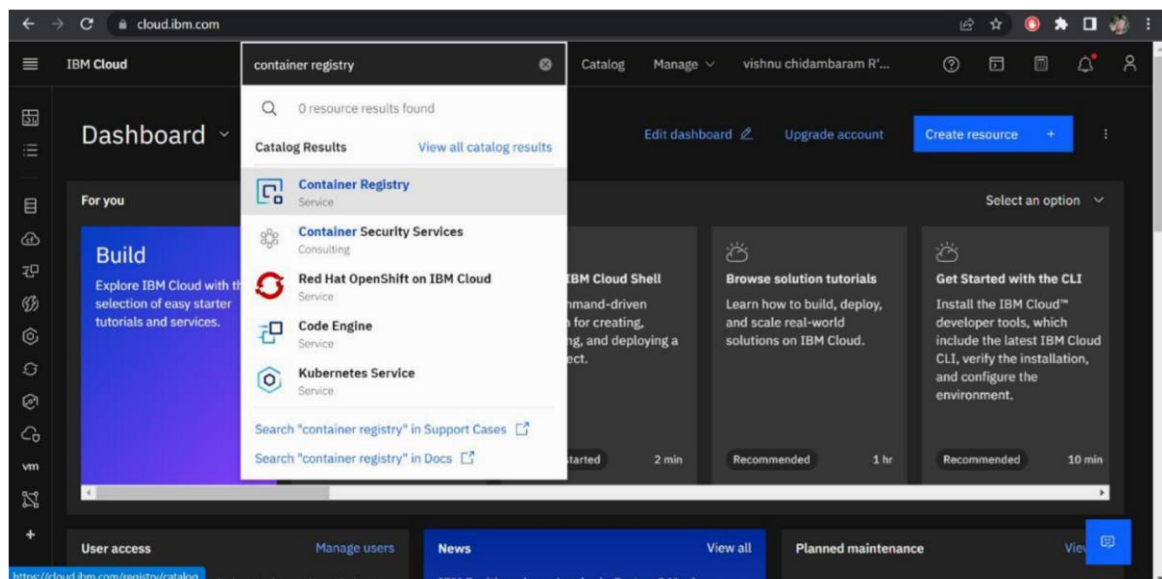 cloud.ibm.com
IBM Cloud
container registry
Catalog
Manage
vishnu chidambaram R'...
0 resource results found
Catalog Results
View all catalog results
Container Registry
Service
Container Security Services
Consulting
Red Hat OpenShift on IBM Cloud
Service
Code Engine
Service
Kubernetes Service
Service
Search "container registry" in Support Cases
Search "container registry" in Docs
Dashboard
Edit dashboard
Upgrade account
Create resource +
For you
Select an option
Build
Explore IBM Cloud with
selection of easy starter
tutorials and services.
IBM Cloud Shell
for creating,
and deploying a
2 min
Browse solution tutorials
Learn how to build, deploy,
and scale real-world
solutions on IBM Cloud.
Recommended
1 hr
Get Started with the CLI
Install the IBM Cloud™
developer tools, which
include the latest IBM Cloud
CLI, verify the installation,
and configure the
environment.
Recommended
10 min
vm
User access
Manage users
News
View all
Planned maintenance
https://cloud.ibm.com/registry/catalog